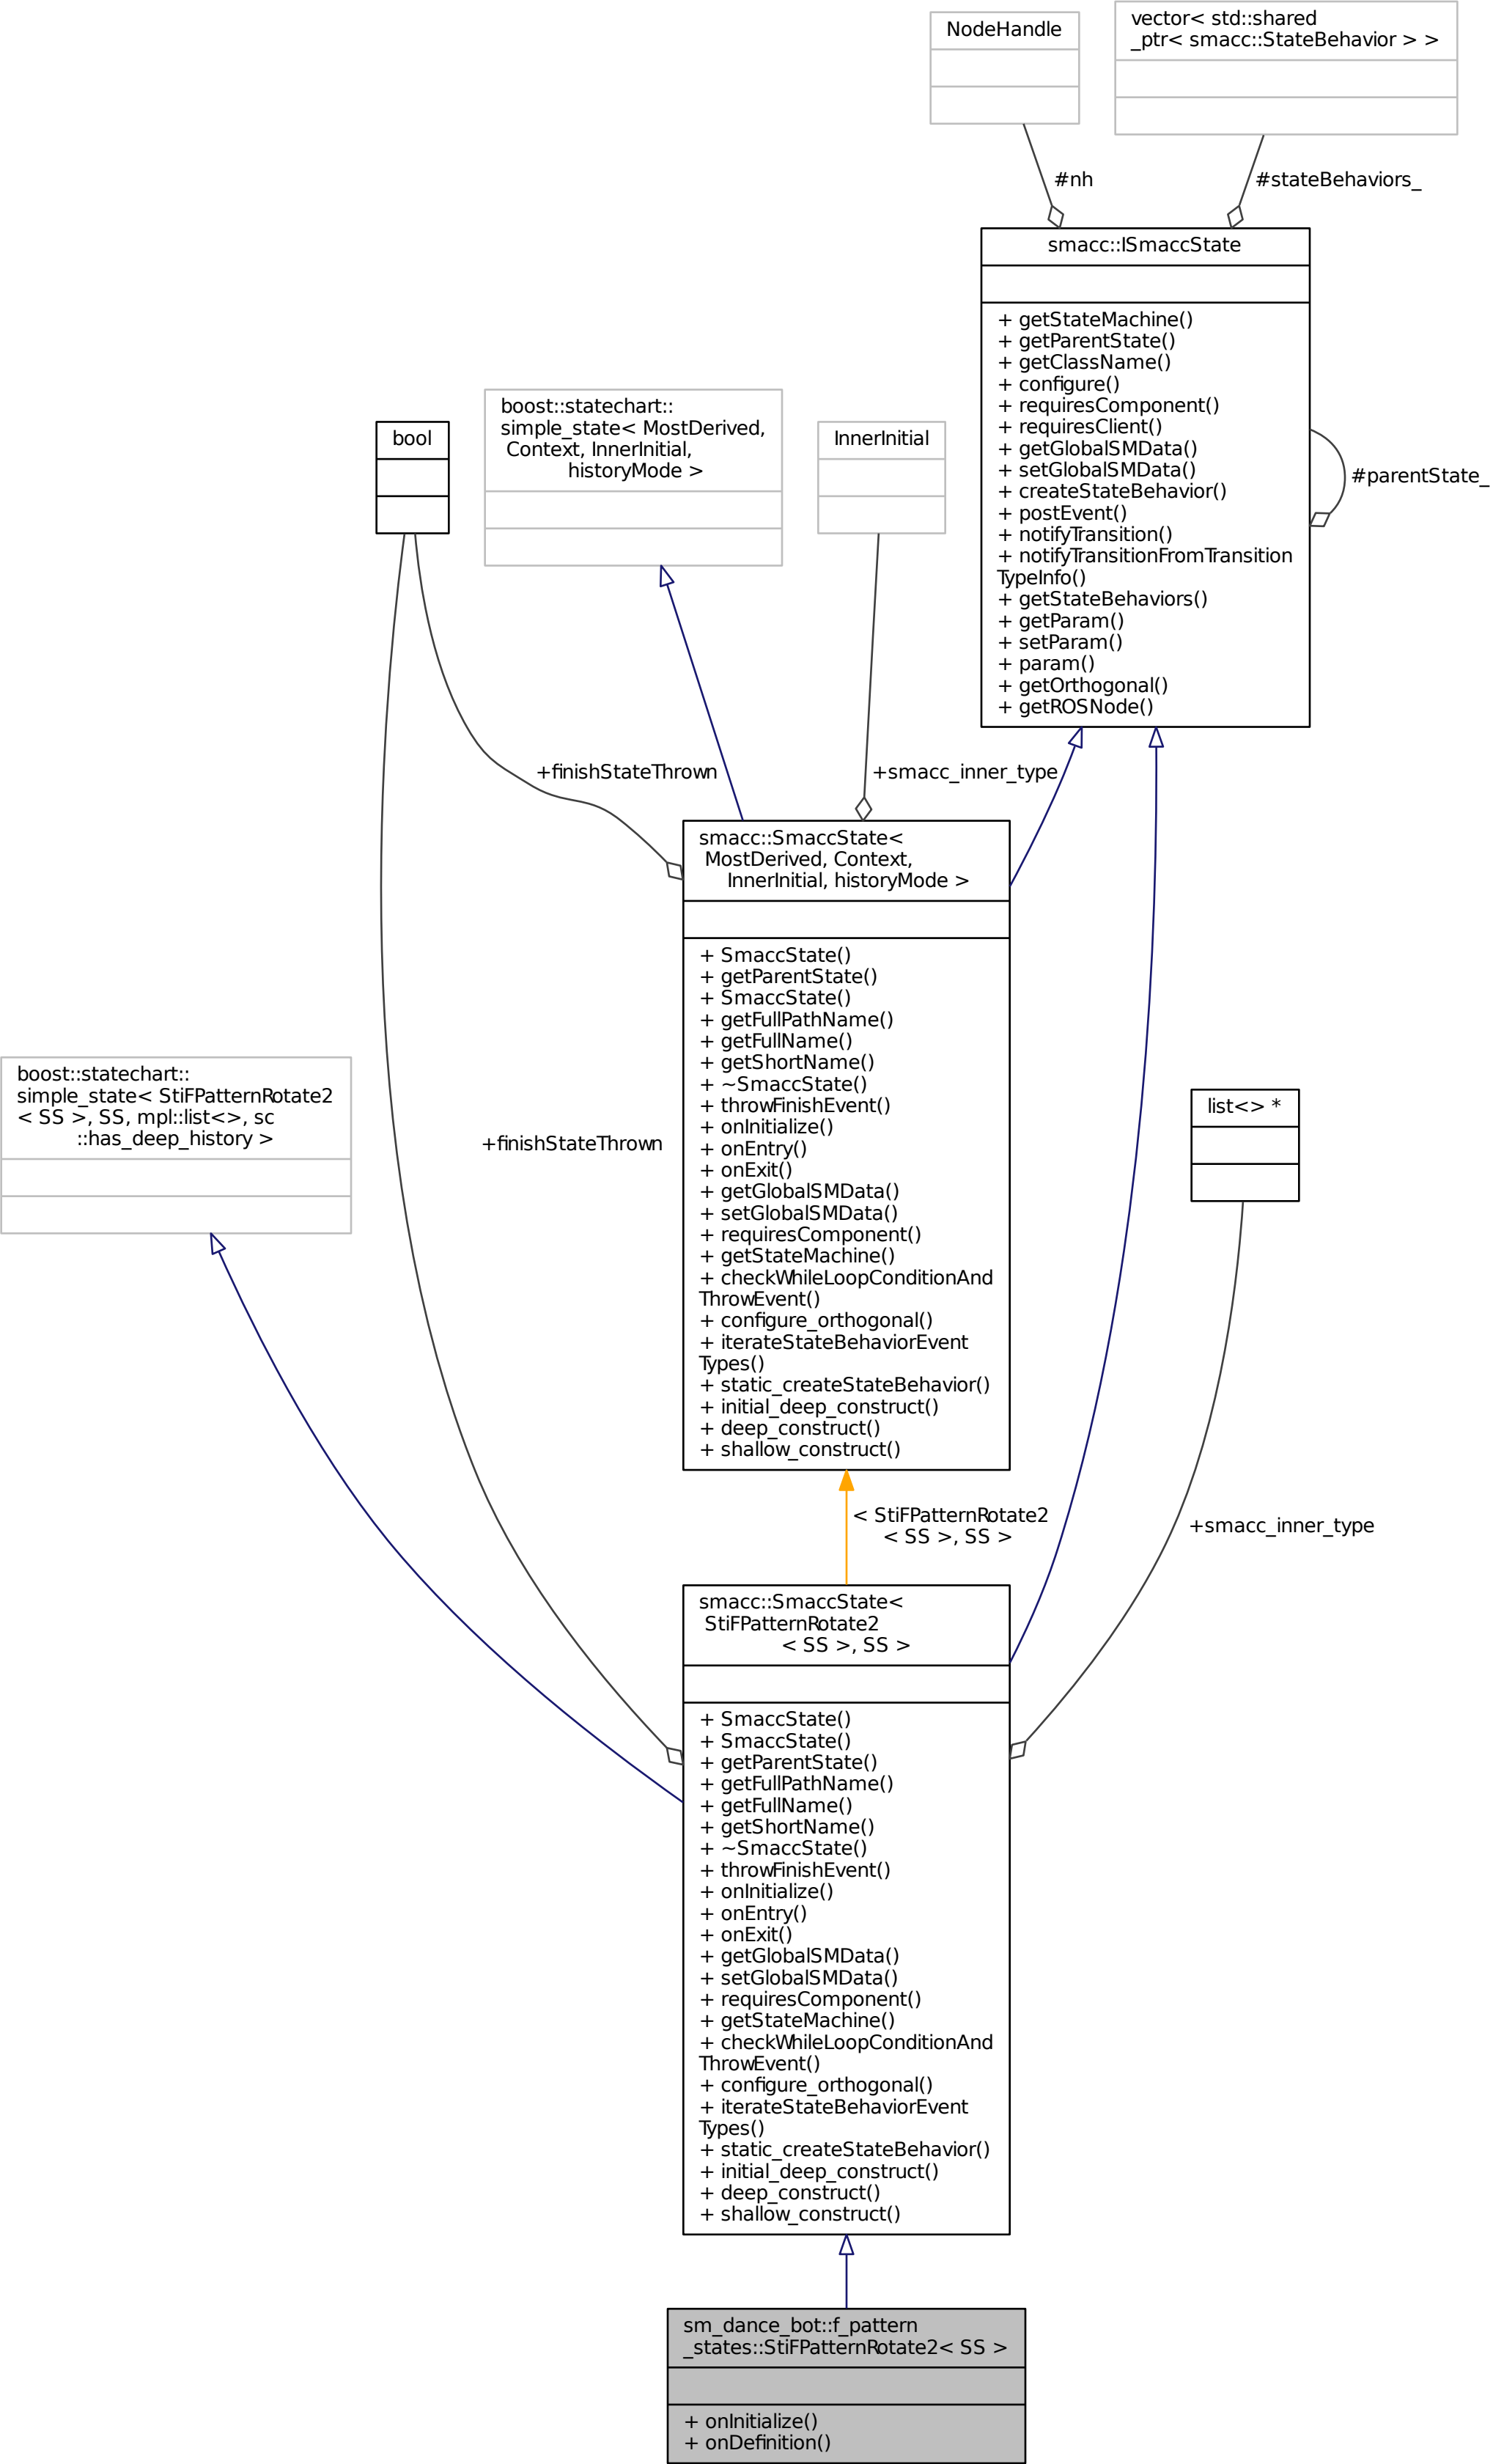 NodeHandle
vector< std::shared
_ptr< smacc::StateBehavior > >
#nh
#stateBehaviors_
smacc::ISmaccState
+ getStateMachine()
+ getParentState()
+ getClassName()
+ configure()
+ requiresComponent()
+ requiresClient()
+ getGlobalSMData()
+ setGlobalSMData()
+ createStateBehavior()
+ postEvent()
+ notifyTransition()
+ notifyTransitionFromTransition
TypeInfo()
+ getStateBehaviors()
+ getParam()
+ setParam()
+ param()
+ getOrthogonal()
+ getROSNode()
#parentState_
bool
boost::statechart::
simple_state< MostDerived,
Context, InnerInitial,
historyMode >
InnerInitial
+finishStateThrown
+smacc_inner_type
smacc::SmaccState<
MostDerived, Context,
InnerInitial, historyMode >
+ SmaccState()
+ getParentState()
+ SmaccState()
+ getFullPathName()
+ getFullName()
+ getShortName()
+ ~SmaccState()
+ throwFinishEvent()
+ onInitialize()
+ onEntry()
+ onExit()
+ getGlobalSMData()
+ setGlobalSMData()
+ requiresComponent()
+ getStateMachine()
+ checkWhileLoopConditionAnd
ThrowEvent()
+ configure_orthogonal()
+ iterateStateBehaviorEvent
Types()
+ static_createStateBehavior()
+ initial_deep_construct()
+ deep_construct()
+ shallow_construct()
boost::statechart::
simple_state< StiFPatternRotate2
< SS >, SS, mpl::list<>, sc
::has_deep_history >
+finishStateThrown
list<> *
< StiFPatternRotate2
< SS >, SS >
+smacc_inner_type
smacc::SmaccState<
StiFPatternRotate2
< SS >, SS >
+ SmaccState()
+ SmaccState()
+ getParentState()
+ getFullPathName()
+ getFullName()
+ getShortName()
+ ~SmaccState()
+ throwFinishEvent()
+ onInitialize()
+ onEntry()
+ onExit()
+ getGlobalSMData()
+ setGlobalSMData()
+ requiresComponent()
+ getStateMachine()
+ checkWhileLoopConditionAnd
ThrowEvent()
+ configure_orthogonal()
+ iterateStateBehaviorEvent
Types()
+ static_createStateBehavior()
+ initial_deep_construct()
+ deep_construct()
+ shallow_construct()
sm_dance_bot::f_pattern
_states::StiFPatternRotate2< SS >
+ onInitialize()
+ onDefinition()